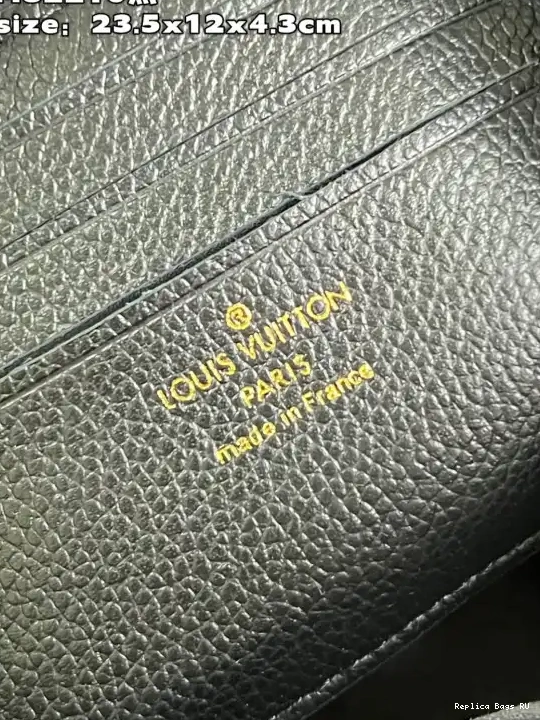 size: 23.5x12x4.3cm
®
LOUIS VUITTON
PARIS
made in France
Replica Bags RU